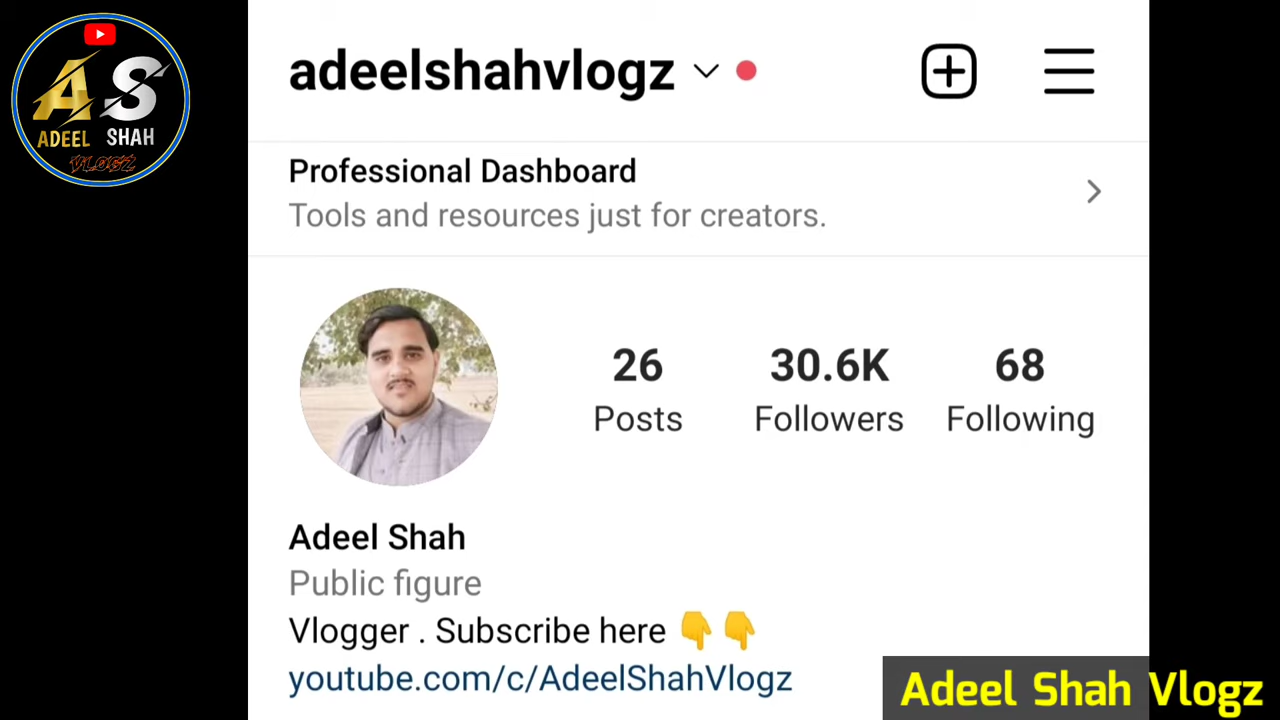 AS
ADEEL SHAH
VLOGZ
adeelshahvlogz
Professional Dashboard
Tools and resources just for creators.
26 30.6K 68
Posts Followers Following
Adeel Shah
Public figure
Vlogger . Subscribe here 👇👇
youtube.com/c/AdeelShahVlogz
Adeel Shah Vlogz